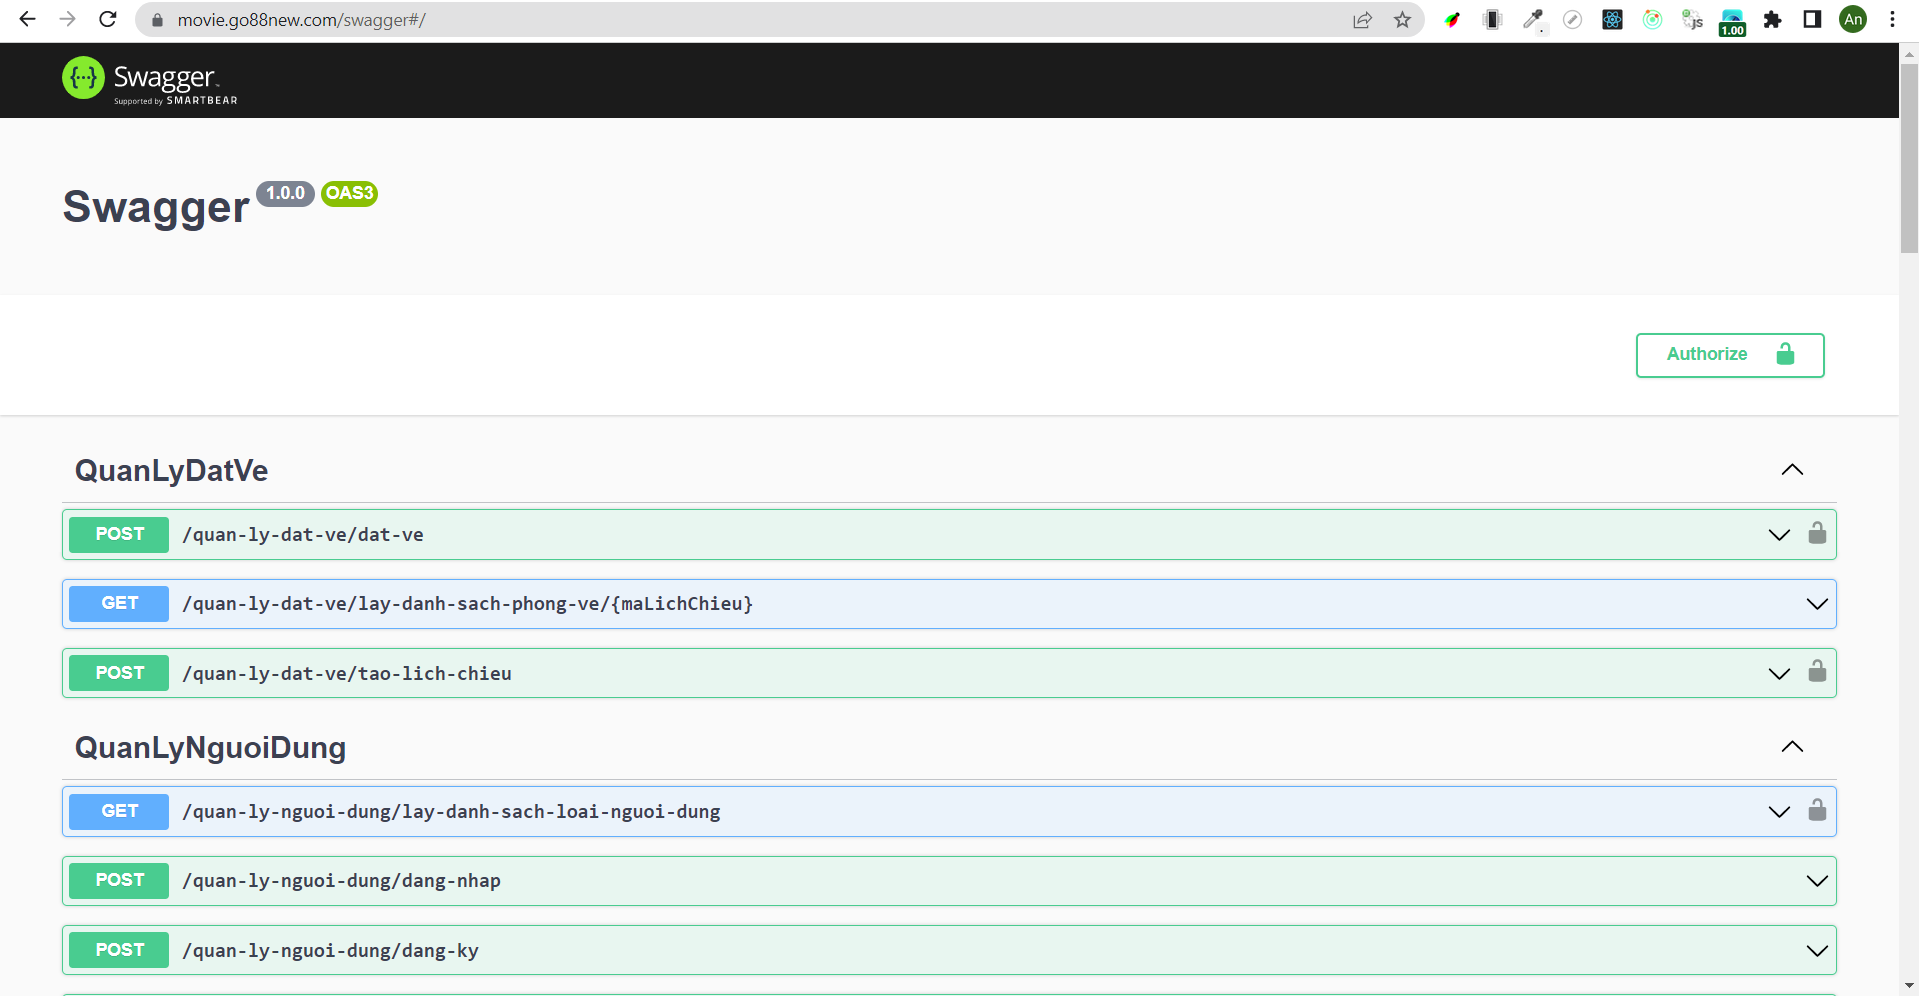 movie.go88new.com/swagger#/
JS
1.00
An
{···} Swagger
Supported by SMARTBEAR
Swagger 1.0.0 OAS3
Authorize
QuanLyDatVe
POST /quan-ly-dat-ve/dat-ve
GET /quan-ly-dat-ve/lay-danh-sach-phong-ve/{maLichChieu}
POST /quan-ly-dat-ve/tao-lich-chieu
QuanLyNguoiDung
GET /quan-ly-nguoi-dung/lay-danh-sach-loai-nguoi-dung
POST /quan-ly-nguoi-dung/dang-nhap
POST /quan-ly-nguoi-dung/dang-ky